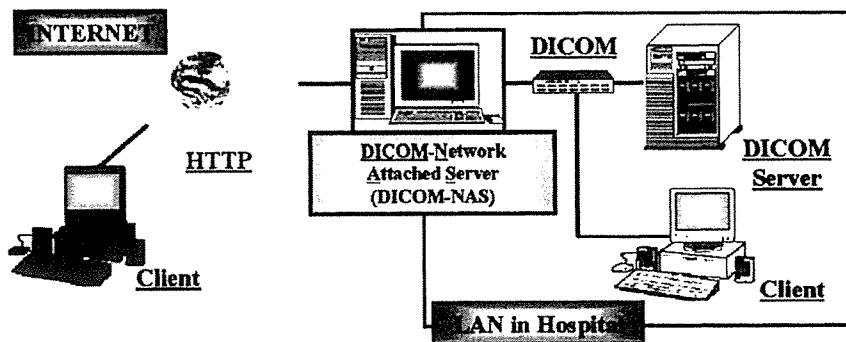 INTERNET
HTTP
Client
DICOM-Network
Attached Server
(DICOM-NAS)
DICOM
DICOM
Server
Client
LAN in Hospital